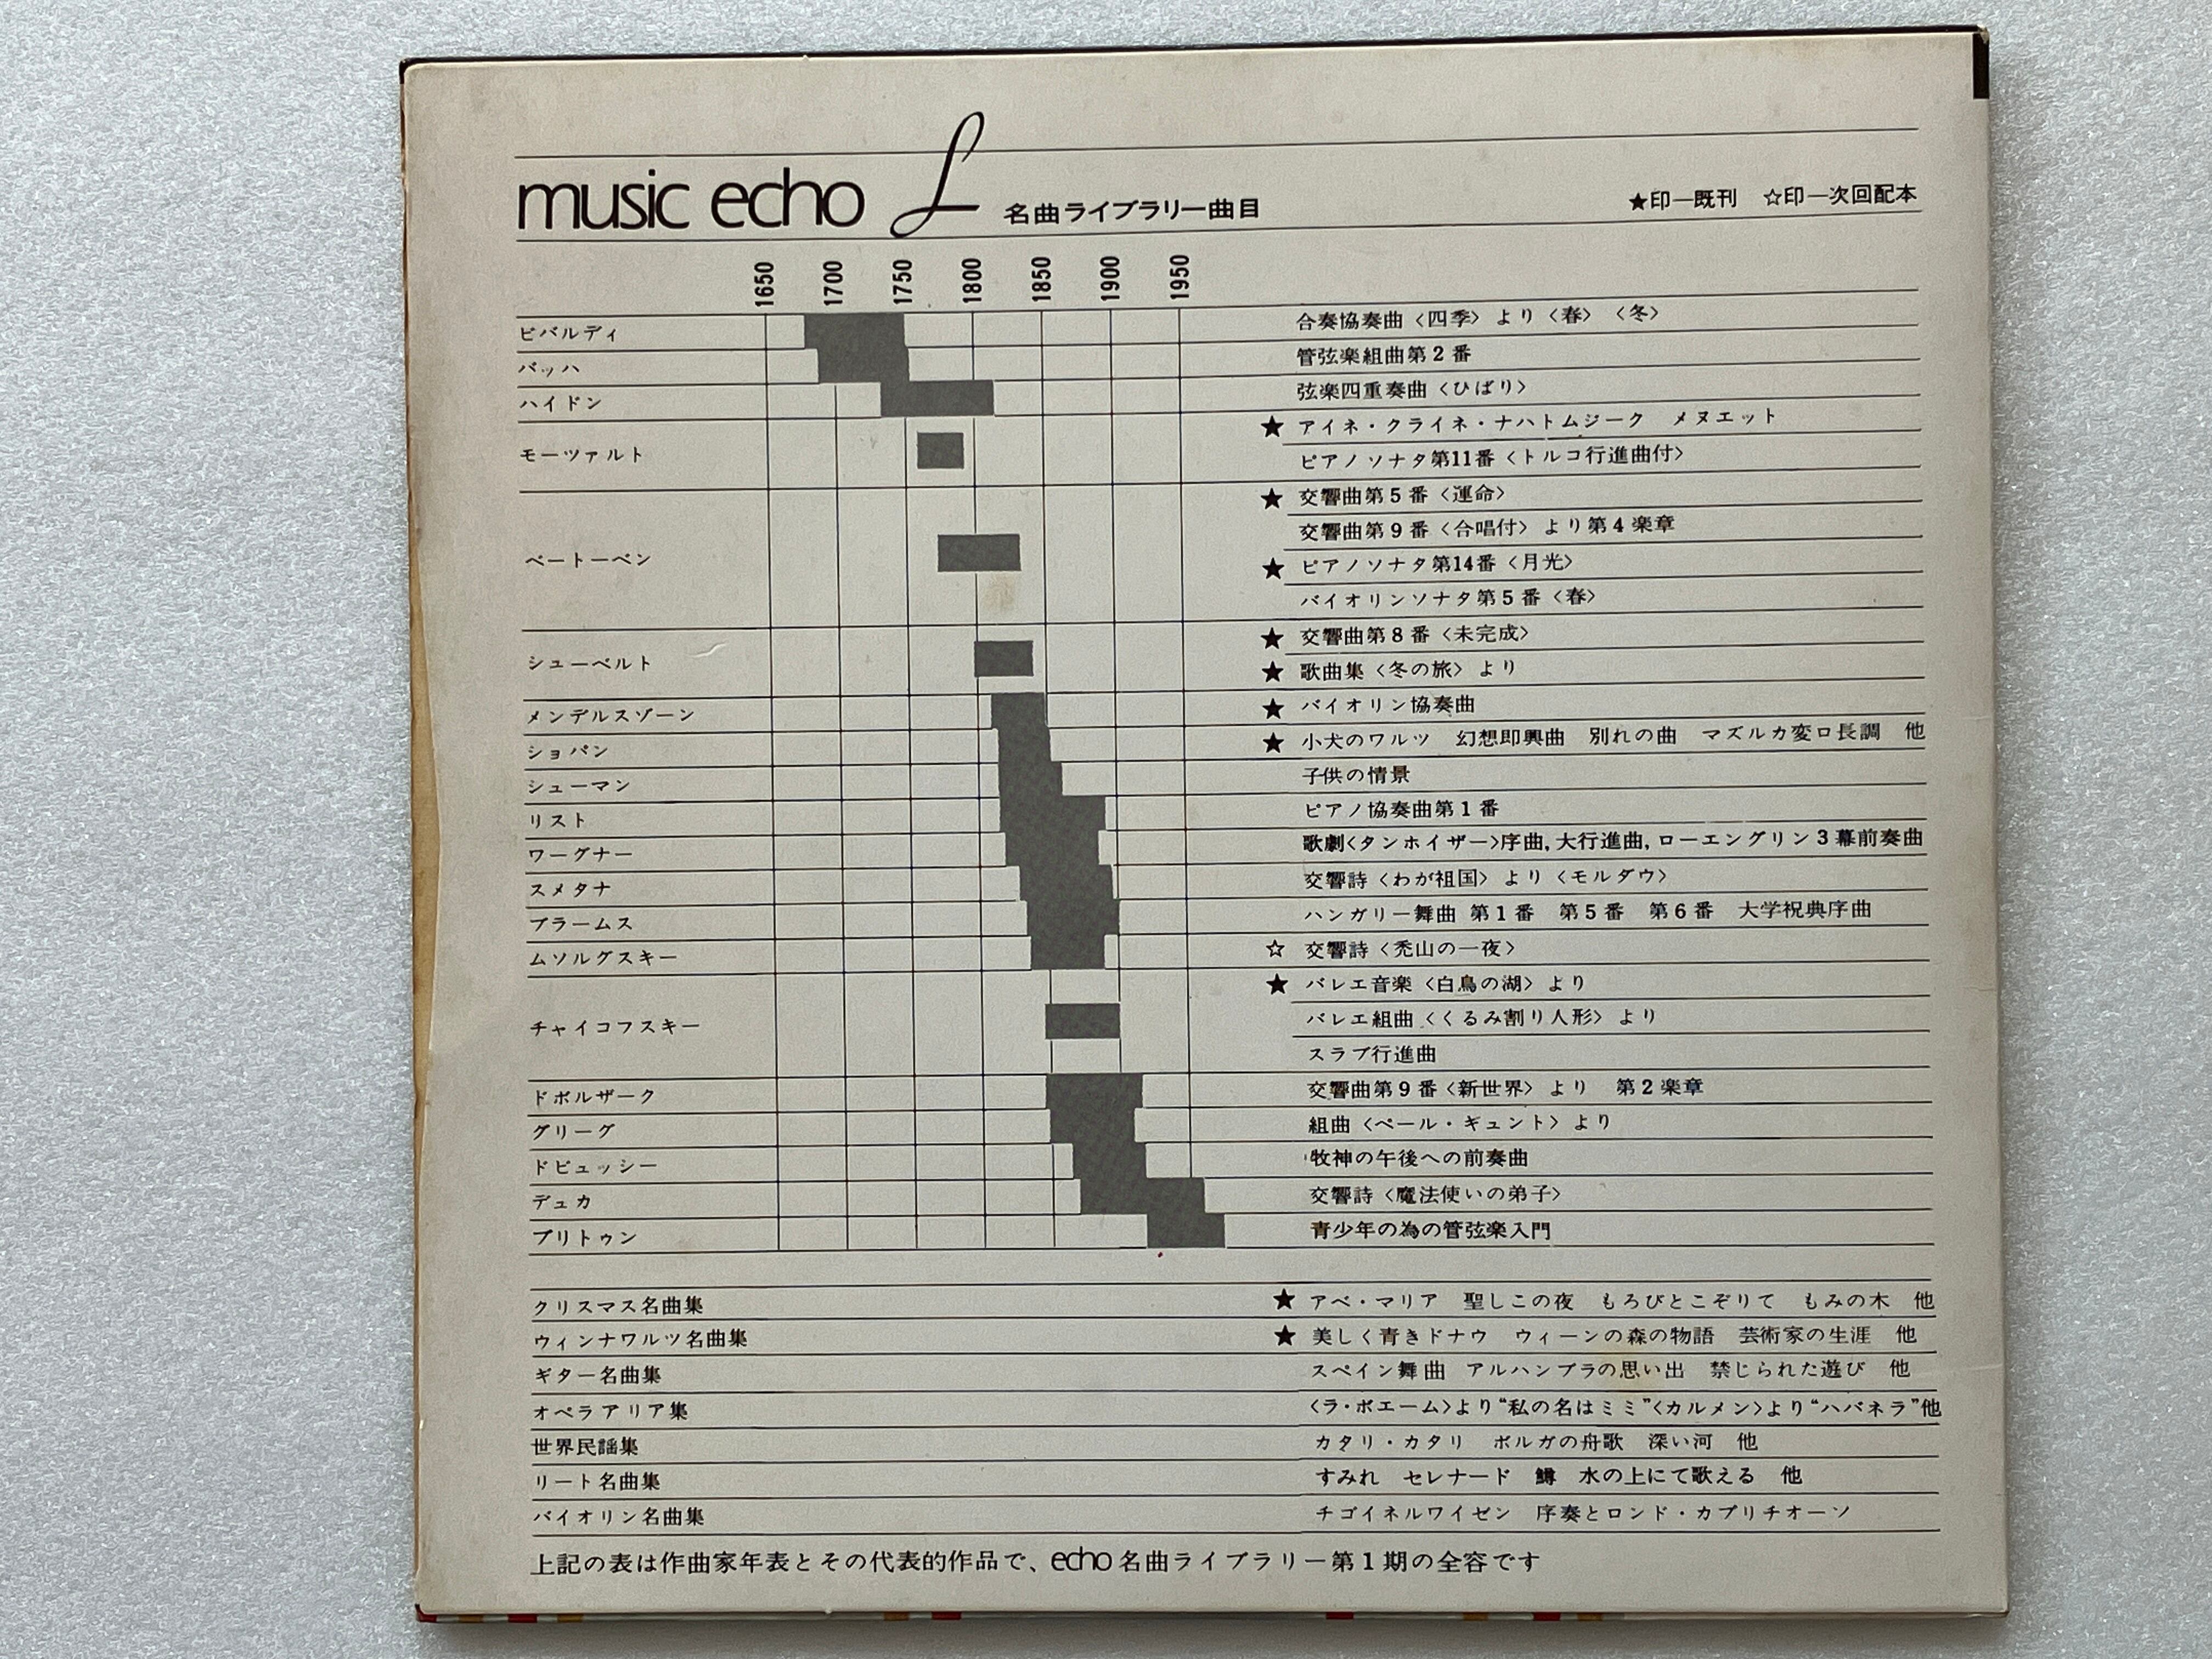 music echo L 名曲ライブラリー曲目 ★印―既刊 ☆印―次回配本
1650 1700 1750 1800 1850 1900 1950
ビバルディ 合奏協奏曲〈四季〉より〈春〉〈冬〉
バッハ 管弦楽組曲第2番
ハイドン 弦楽四重奏曲〈ひばり〉
★ アイネ・クライネ・ナハトムジーク メヌエット
モーツァルト
ピアノソナタ第11番〈トルコ行進曲付〉
★ 交響曲第5番〈運命〉
交響曲第9番〈合唱付〉より第4楽章
ベートーベン
★ ピアノソナタ第14番〈月光〉
バイオリンソナタ第5番〈春〉
★ 交響曲第8番〈未完成〉
シューベルト
★ 歌曲集〈冬の旅〉より
メンデルスゾーン ★ バイオリン協奏曲
ショパン ★ 小犬のワルツ 幻想即興曲 別れの曲 マズルカ変ロ長調 他
シューマン 子供の情景
リスト ピアノ協奏曲第1番
ワーグナー 歌劇〈タンホイザー〉序曲,大行進曲,ローエングリン3幕前奏曲
スメタナ 交響詩〈わが祖国〉より〈モルダウ〉
ブラームス ハンガリー舞曲 第1番 第5番 第6番 大学祝典序曲
ムソルグスキー ☆ 交響詩〈禿山の一夜〉
★ バレエ音楽〈白鳥の湖〉より
チャイコフスキー バレエ組曲〈くるみ割り人形〉より
スラブ行進曲
ドボルザーク 交響曲第9番〈新世界〉より 第2楽章
グリーグ 組曲〈ペール・ギュント〉より
ドビュッシー 牧神の午後への前奏曲
デュカ 交響詩〈魔法使いの弟子〉
ブリトゥン 青少年の為の管弦楽入門
クリスマス名曲集 ★ アベ・マリア 聖しこの夜 もろびとこぞりて もみの木 他
ウィンナワルツ名曲集 ★ 美しく青きドナウ ウィーンの森の物語 芸術家の生涯 他
ギター名曲集 スペイン舞曲 アルハンブラの思い出 禁じられた遊び 他
オペラアリア集 〈ラ・ボエーム〉より“私の名はミミ”〈カルメン〉より“ハバネラ”他
世界民謡集 カタリ・カタリ ボルガの舟歌 深い河 他
リート名曲集 すみれ セレナード 鱒 水の上にて歌える 他
バイオリン名曲集 チゴイネルワイゼン 序奏とロンド・カプリチオーソ
上記の表は作曲家年表とその代表的作品で、echo名曲ライブラリー第1期の全容です